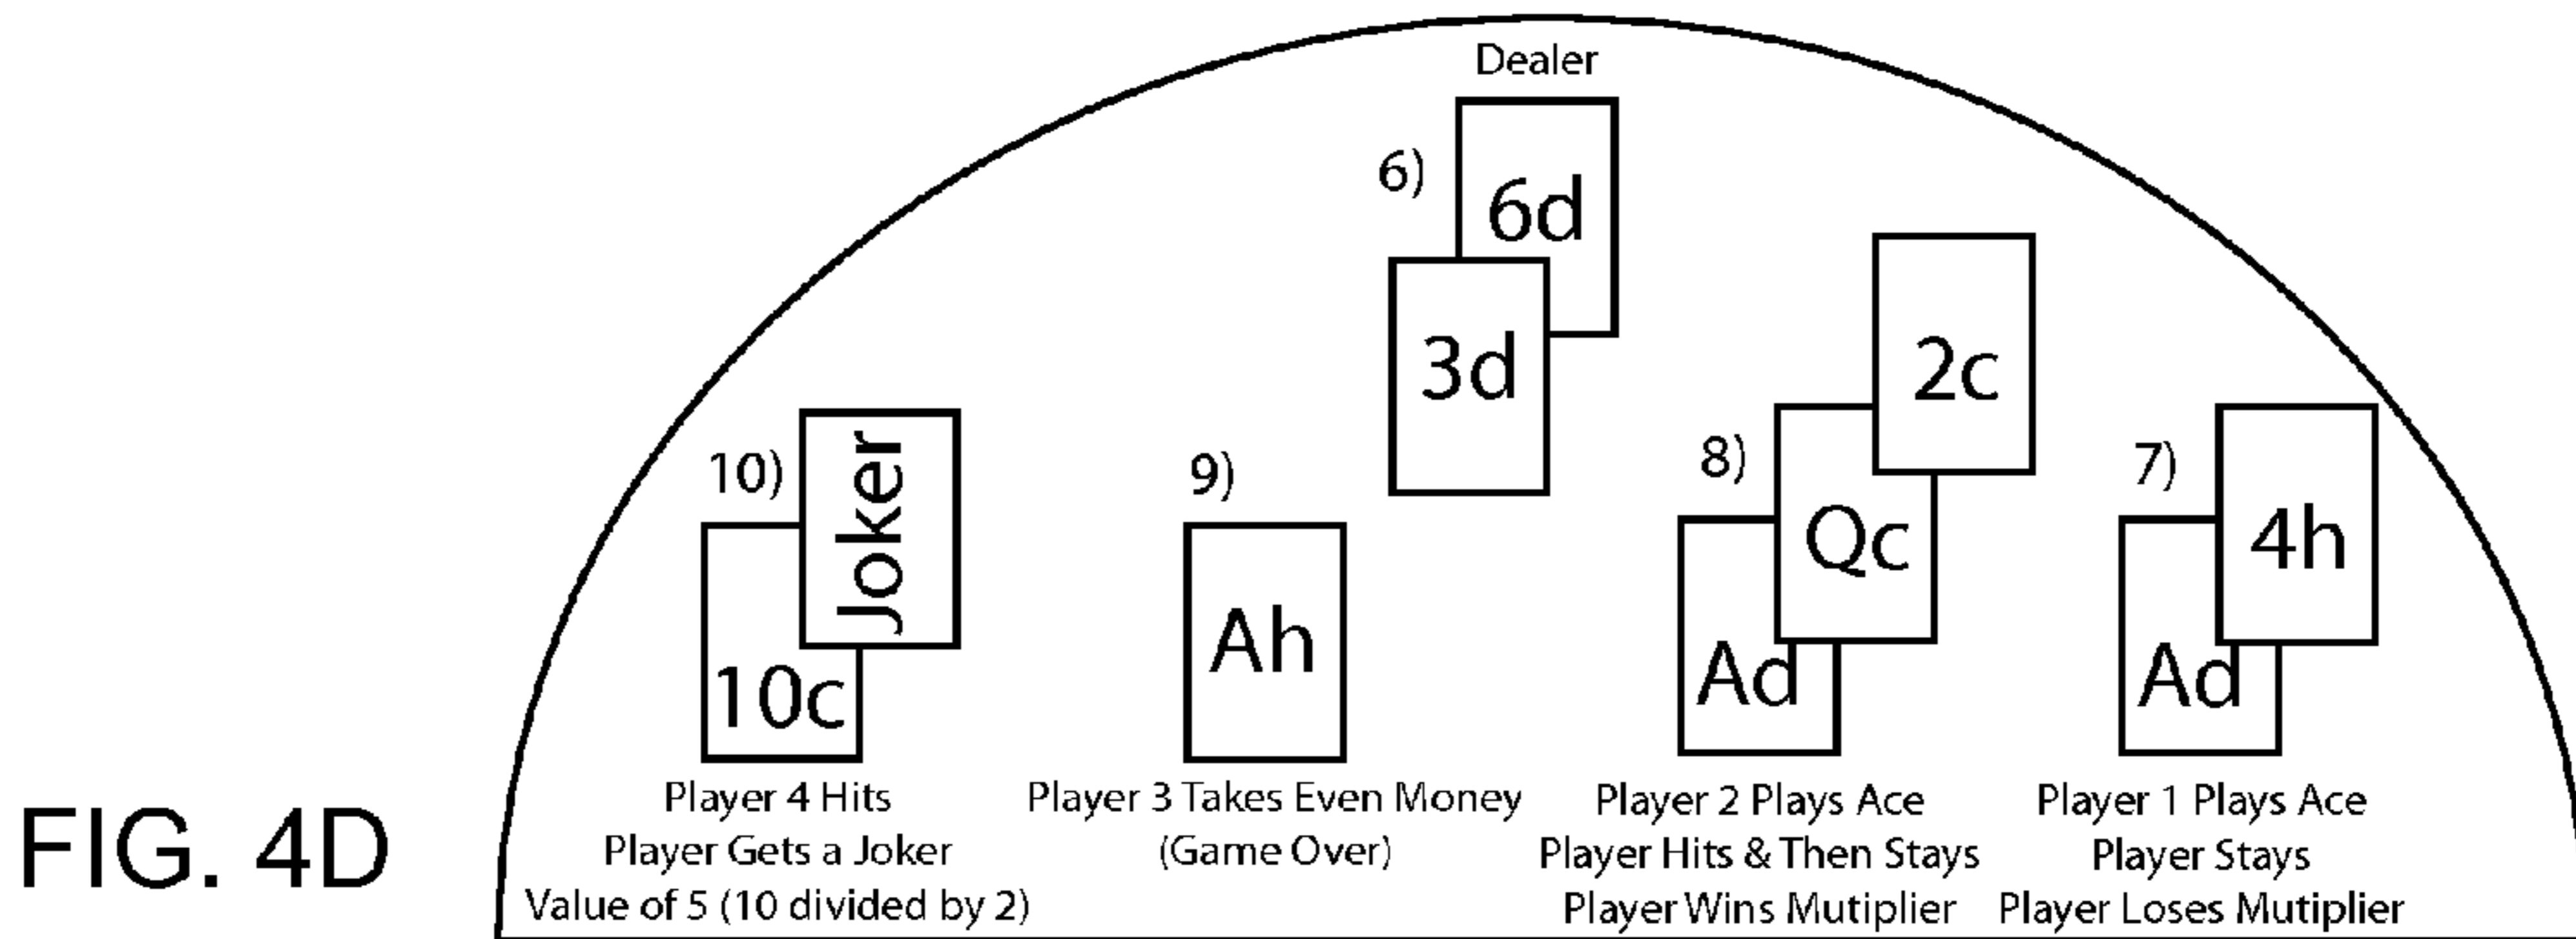 Dealer
6)
6d
3d
10)
Joker
10c
9)
Ah
8)
2c
Qc
Ad
7)
4h
Ad
Player 4 Hits
Player Gets a Joker
Value of 5 (10 divided by 2)
Player 3 Takes Even Money
(Game Over)
Player 2 Plays Ace
Player Hits & Then Stays
Player Wins Mutiplier
Player 1 Plays Ace
Player Stays
Player Loses Mutiplier
FIG. 4D